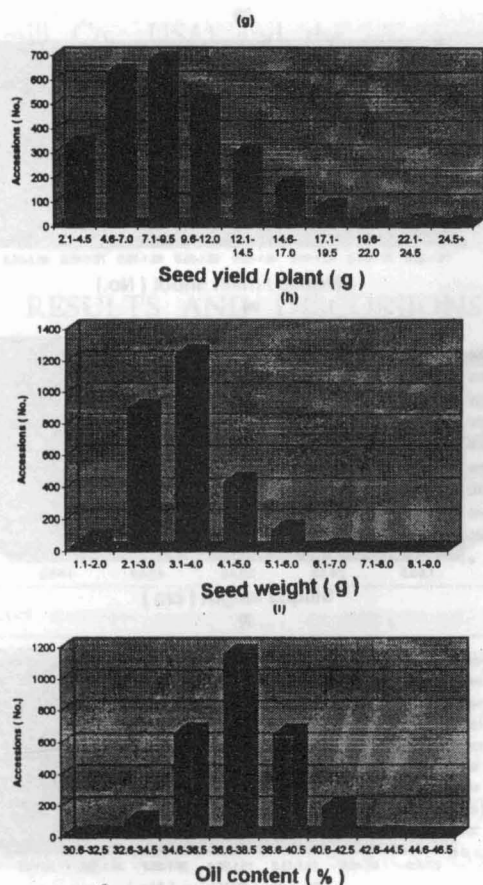 (g)
700
600
500
400
300
200
100
0
Accessions ( No.)
2.1-4.5 4.6-7.0 7.1-9.5 9.6-12.0 12.1-14.5 14.6-17.0 17.1-19.5 19.6-22.0 22.1-24.5 24.5+
Seed yield / plant ( g )
(h)
RESULTS AND
1400
1200
1000
800
600
400
200
0
Accessions ( No.)
1.1-2.0 2.1-3.0 3.1-4.0 4.1-5.0 5.1-6.0 6.1-7.0 7.1-8.0 8.1-9.0
Seed weight ( g )
(i)
1200
1000
800
600
400
200
0
Accessions ( No.)
30.6-32.5 32.6-34.5 34.6-36.5 36.6-38.5 38.6-40.5 40.6-42.5 42.6-44.5 44.6-46.5
Oil content ( % )